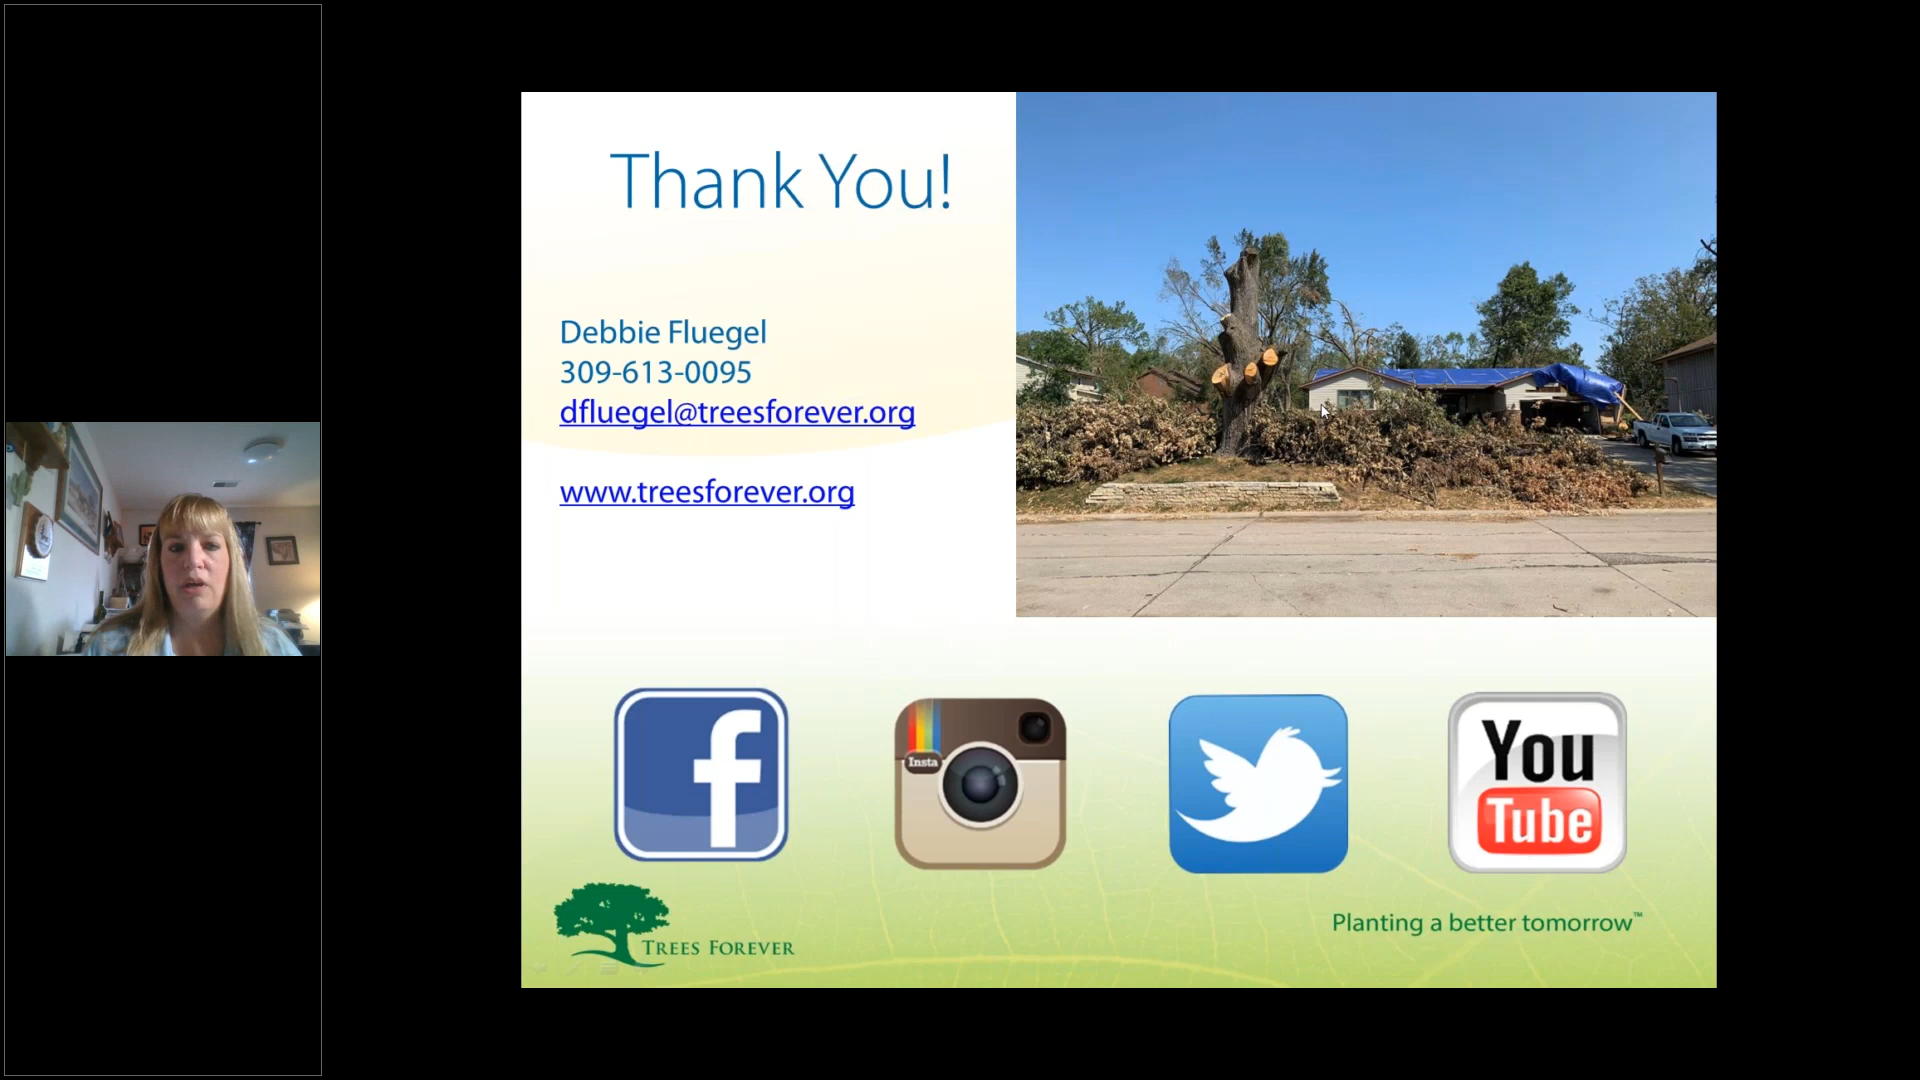 Thank You!
Debbie Fluegel
309-613-0095
dfluegel@treesforever.org
www.treesforever.org
Insta
You
Tube
TREES FOREVER
Planting a better tomorrow™